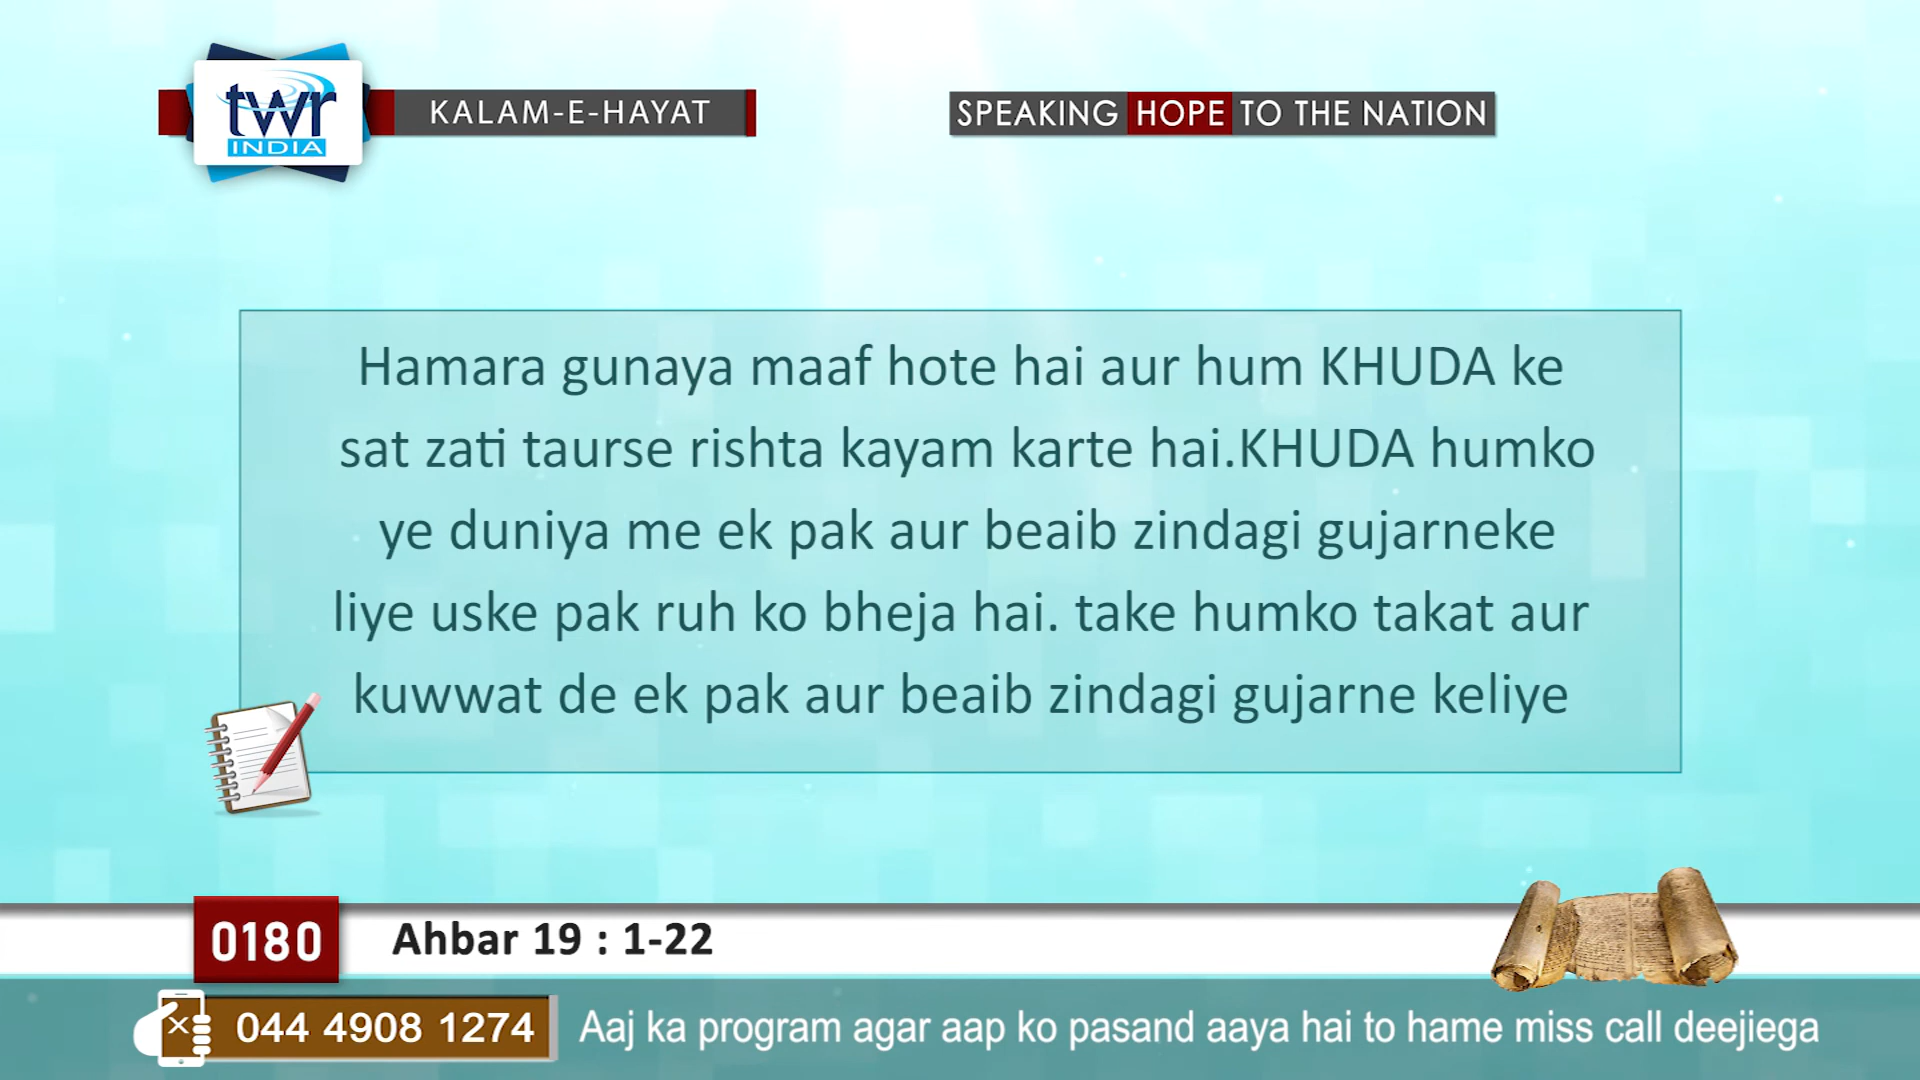 twr
INDIA
KALAM-E-HAYAT
SPEAKING HOPE TO THE NATION
Hamara gunaya maaf hote hai aur hum KHUDA ke
sat zati taurse rishta kayam karte hai.KHUDA humko
ye duniya me ek pak aur beaib zindagi gujarneke
liye uske pak ruh ko bheja hai. take humko takat aur
kuwwat de ek pak aur beaib zindagi gujarne keliye
0180
Ahbar 19 : 1-22
044 4908 1274
Aaj ka program agar aap ko pasand aaya hai to hame miss call deejiega